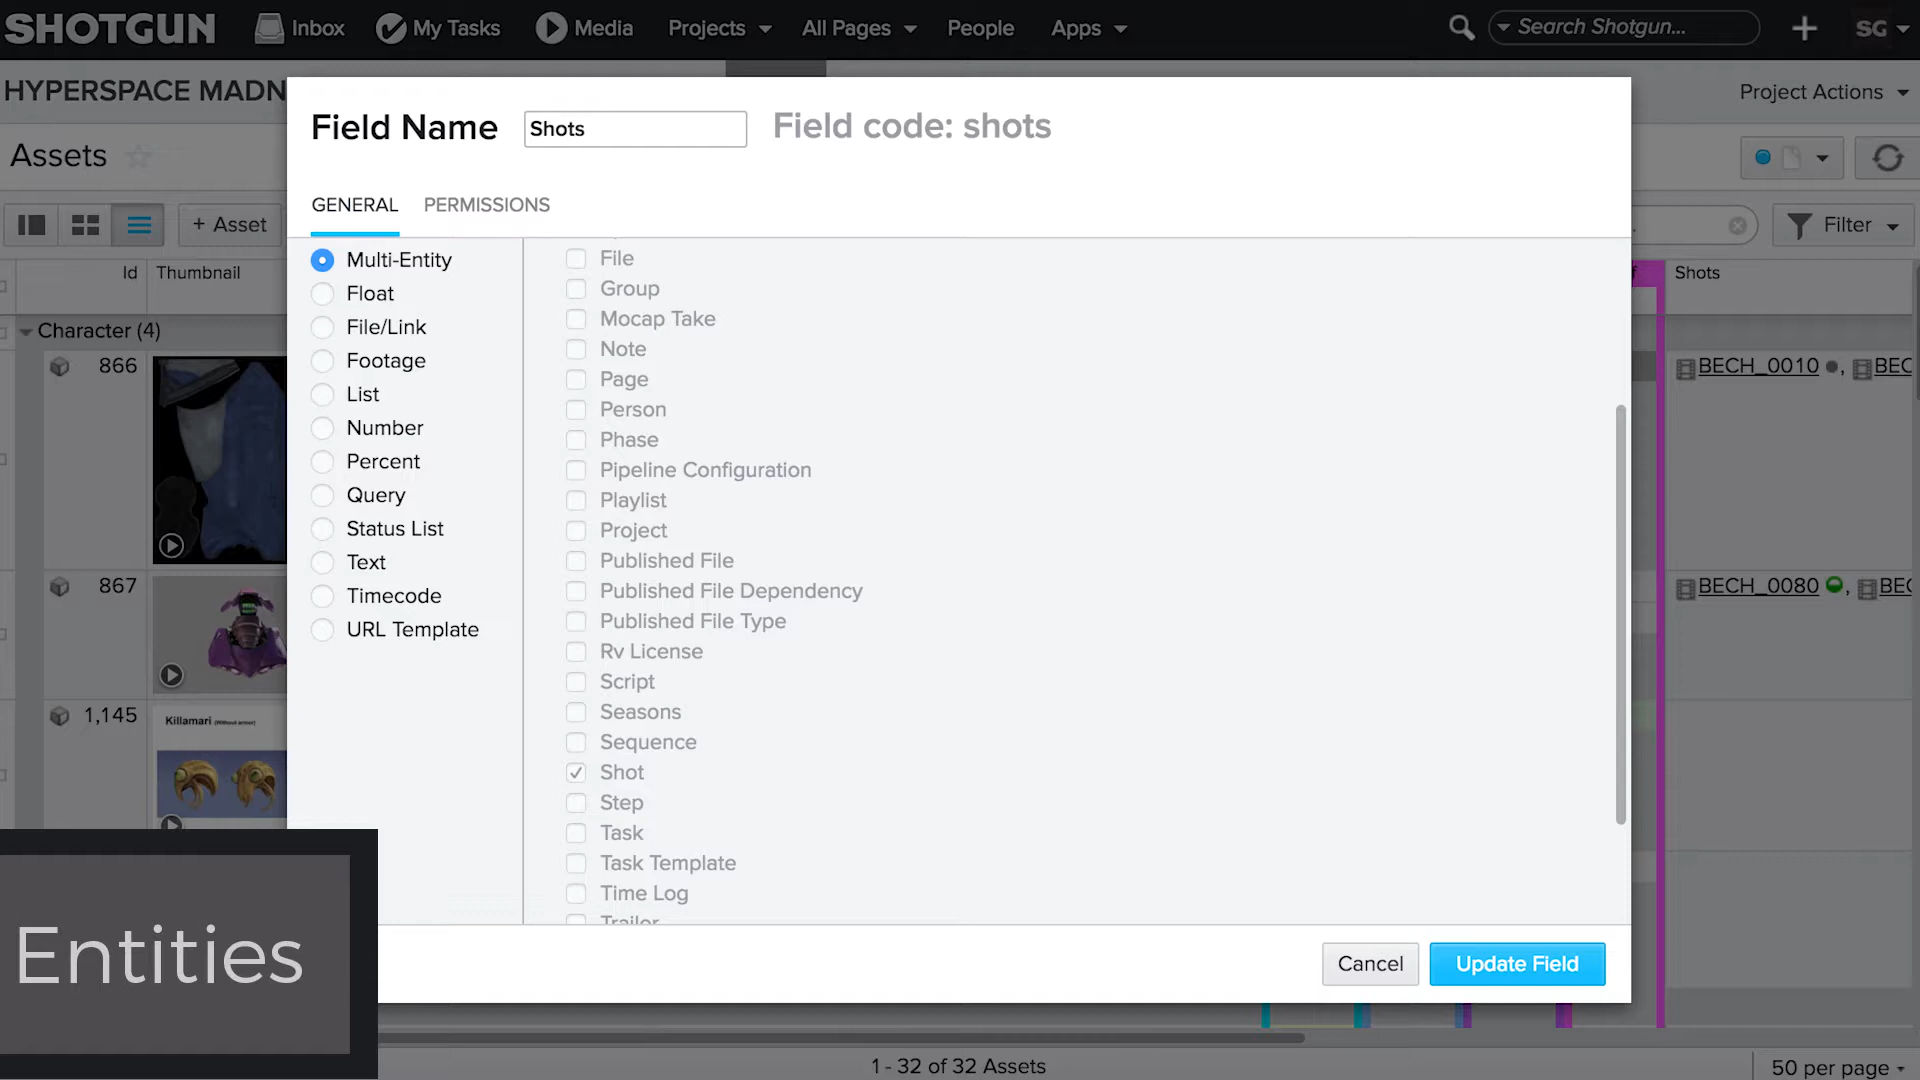 SHOTGUN Inbox My Tasks Media Projects All Pages People Apps Search Shotgun... SG
HYPERSPACE MADN
Project Actions
Assets
+ Asset
Filter
Id Thumbnail
Shots
Character (4)
866
BECH_0010 , BEC
867
BECH_0080 , BEC
1,145
Killamari (Without armor)
Field Name Shots Field code: shots
GENERAL PERMISSIONS
Multi-Entity
Float
File/Link
Footage
List
Number
Percent
Query
Status List
Text
Timecode
URL Template
File
Group
Mocap Take
Note
Page
Person
Phase
Pipeline Configuration
Playlist
Project
Published File
Published File Dependency
Published File Type
Rv License
Script
Seasons
Sequence
Shot
Step
Task
Task Template
Time Log
Trailer
Cancel Update Field
Entities
1 - 32 of 32 Assets
50 per page